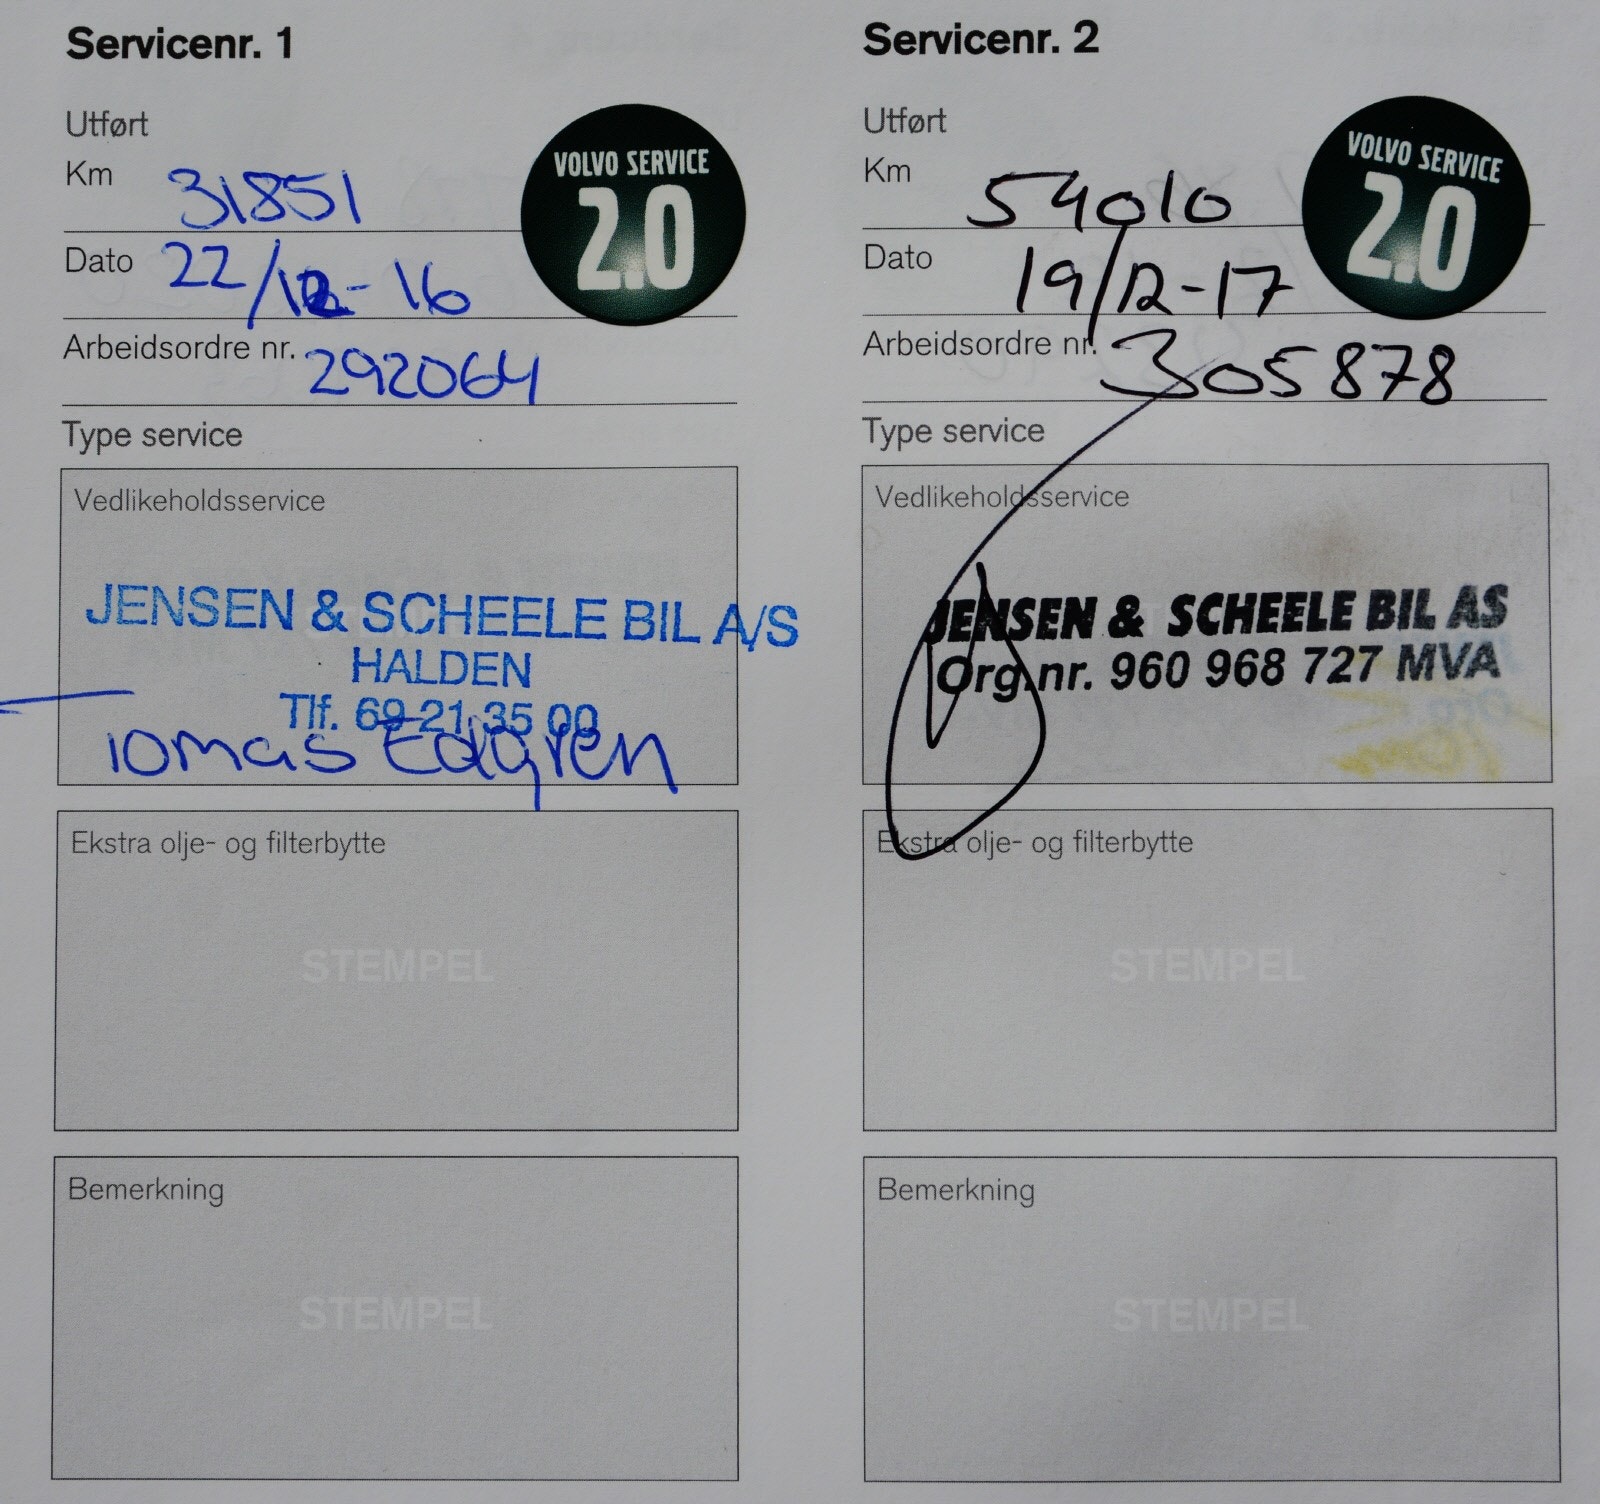 Servicenr. 1
Utført
Km 31851
Dato 22/12-16
Arbeidsordre nr. 292064
Type service
VOLVO SERVICE
2.0
Vedlikeholdsservice
JENSEN & SCHEELE BIL A/S
HALDEN
Tlf. 69 21 35 00
Tomas Edgren
Ekstra olje- og filterbytte
STEMPEL
Bemerkning
STEMPEL
Servicenr. 2
Utført
Km 54010
Dato 19/12-17
Arbeidsordre nr. 305878
Type service
VOLVO SERVICE
2.0
Vedlikeholdsservice
JENSEN & SCHEELE BIL AS
Org.nr. 960 968 727 MVA
Ekstra olje- og filterbytte
STEMPEL
Bemerkning
STEMPEL